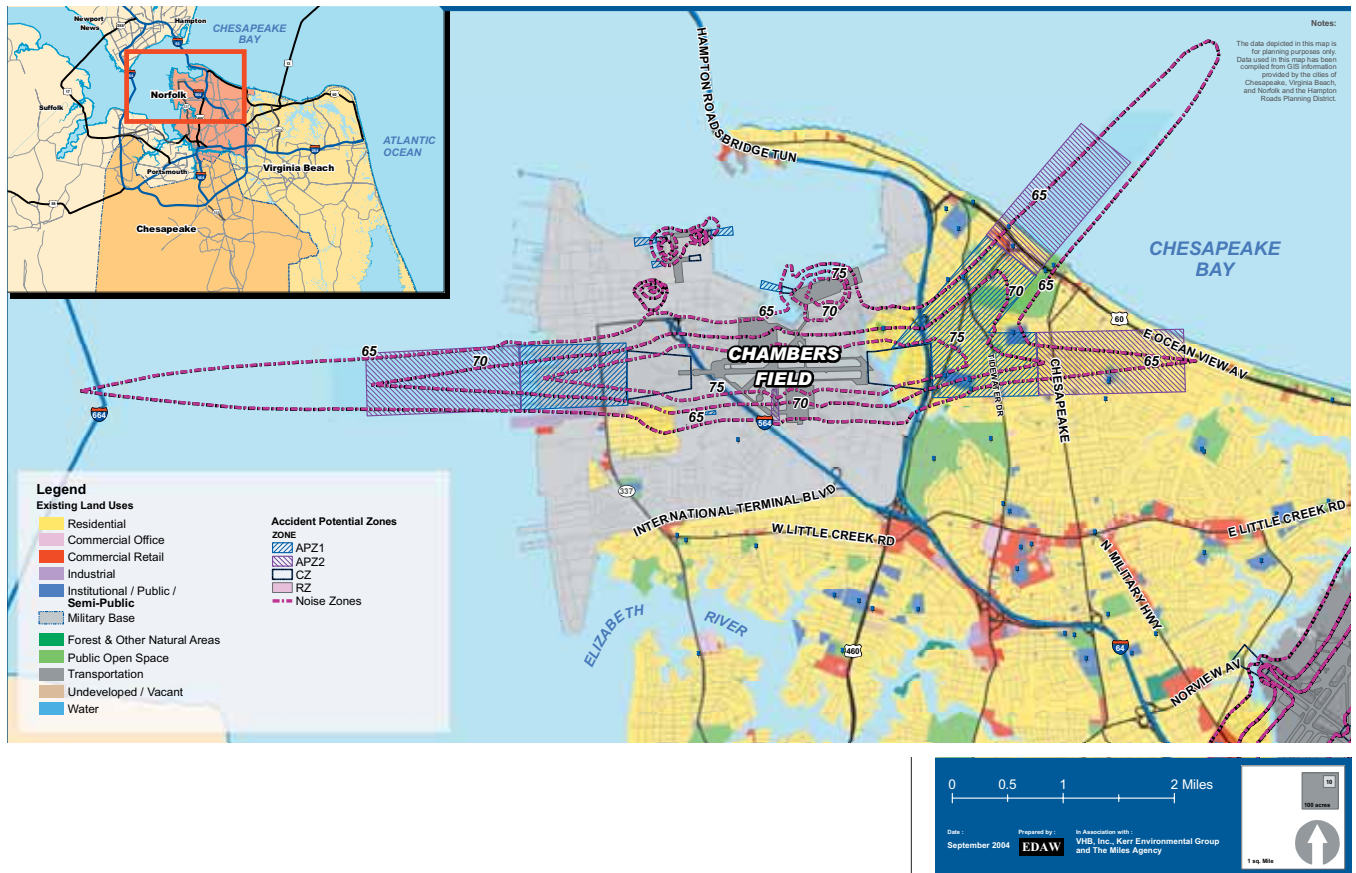 Newport
News
Hampton
CHESAPEAKE
BAY
Norfolk
Suffolk
Portsmouth
Virginia Beach
Chesapeake
ATLANTIC
OCEAN
Notes:
The data depicted in this map is
for planning purposes only.
Data used in this map has been
compiled from GIS information
provided by the cities of
Chesapeake, Virginia Beach,
and Norfolk and the Hampton
Roads Planning District.
HAMPTON ROADSBRIDGE TUN
65
CHESAPEAKE
BAY
75
70
65
70
65
60
E OCEAN VIEW AV
65
75
65
70
CHAMBERS
FIELD
75
70
65
564
664
TIDEWATER DR
CHESAPEAKE
337
INTERNATIONAL TERMINAL BLVD
W LITTLE CREEK RD
E LITTLE CREEK RD
N MILITARY HWY
ELIZABETH
RIVER
460
64
NORVIEW AV
Legend
Existing Land Uses
Residential
Commercial Office
Commercial Retail
Industrial
Institutional / Public /
Semi-Public
Military Base
Forest & Other Natural Areas
Public Open Space
Transportation
Undeveloped / Vacant
Water
Accident Potential Zones
ZONE
APZ1
APZ2
CZ
RZ
Noise Zones
0 0.5 1 2 Miles
Date :
September 2004
Prepared by :
EDAW
In Association with :
VHB, Inc., Kerr Environmental Group
and The Miles Agency
10
100 acres
1 sq. Mile